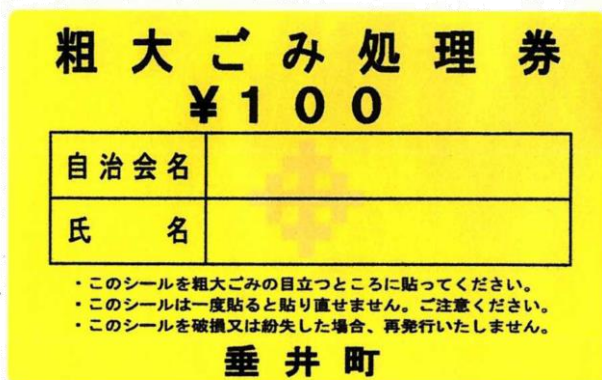 粗大ごみ処理券
¥100
自治会名
氏名
・このシールを粗大ごみの目立つところに貼ってください。
・このシールは一度貼ると貼り直せません。ご注意ください。
・このシールを破損又は紛失した場合、再発行いたしません。
垂井町